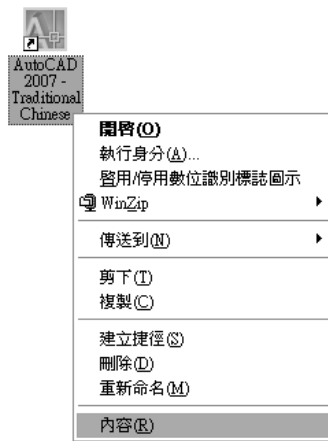 AutoCAD
2007 -
Traditional
Chinese
開啓(O)
執行身分(A)...
啓用/停用數位識別標誌圖示
WinZip
傳送到(N)
剪下(T)
複製(C)
建立捷徑(S)
刪除(D)
重新命名(M)
內容(R)